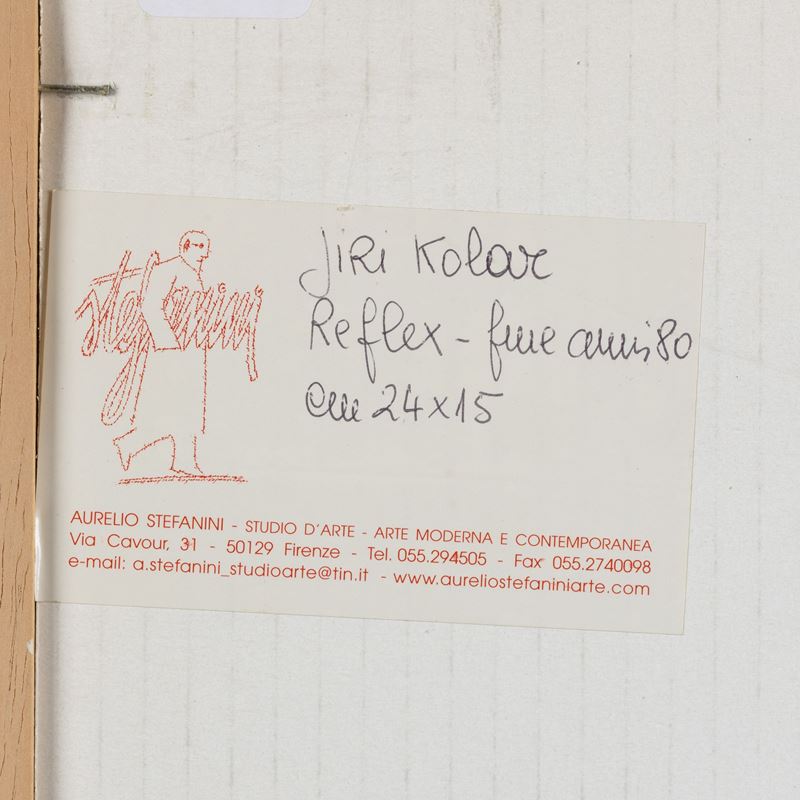 stefanini
Jiri Kolar
Reflex - fine anni 80
cm 24x15
AURELIO STEFANINI - STUDIO D'ARTE - ARTE MODERNA E CONTEMPORANEA
Via Cavour, 31 - 50129 Firenze - Tel. 055.294505 - Fax 055.2740098
e-mail: a.stefanini_studioarte@tin.it - www.aureliostefaniniarte.com